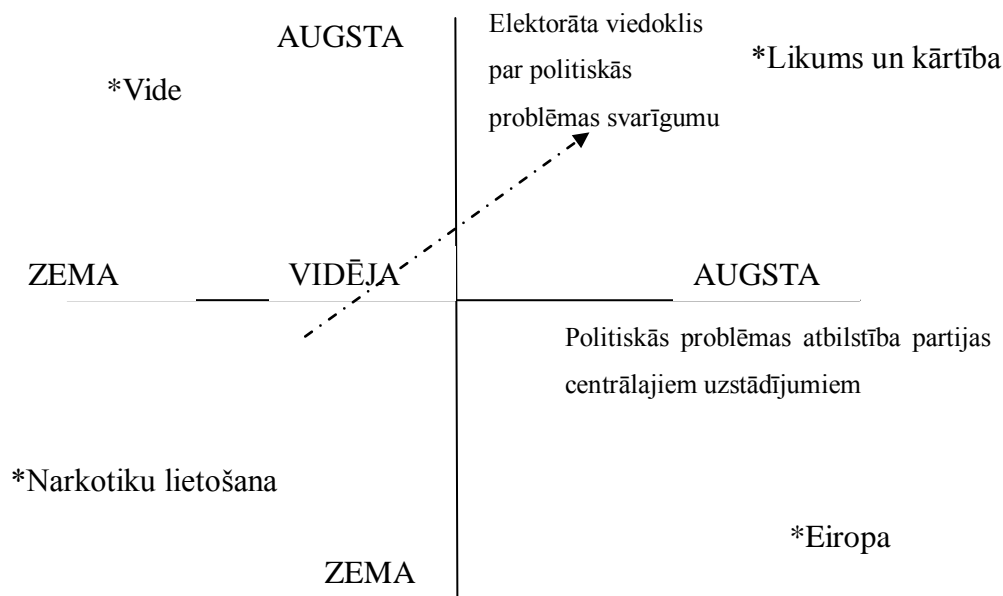 AUGSTA
Elektorāta viedoklis
par politiskās
problēmas svarīgumu
*Likums un kārtība
*Vide
ZEMA
VIDĒJA
AUGSTA
Politiskās problēmas atbilstība partijas
centrālajiem uzstādījumiem
*Narkotiku lietošana
*Eiropa
ZEMA